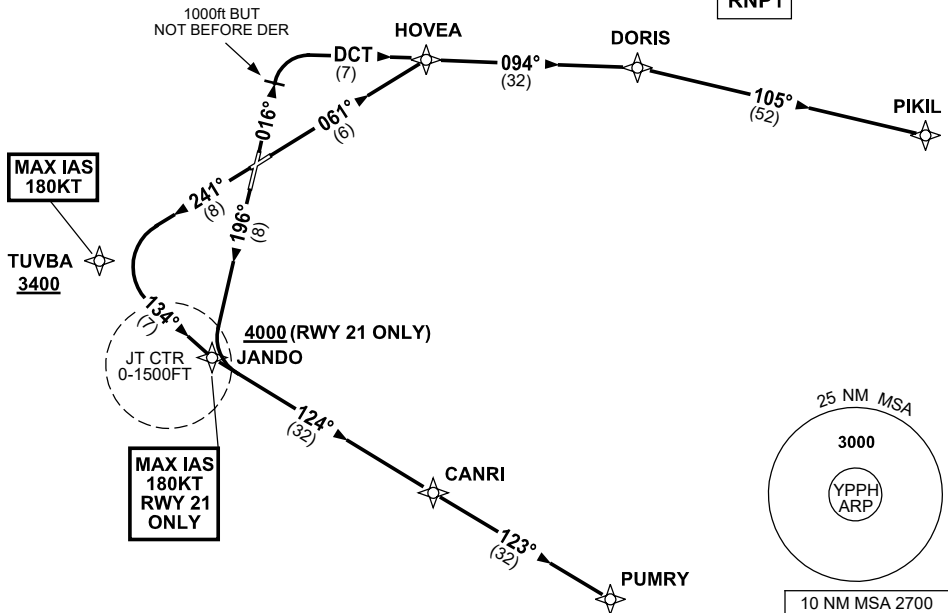 RNP1
1000ft BUT
NOT BEFORE DER
HOVEA
DORIS
DCT
(7)
094°
(32)
105°
(52)
PIKIL
016°
061°
(6)
MAX IAS
180KT
241°
(8)
196°
(8)
TUVBA
3400
134°
(7)
4000 (RWY 21 ONLY)
JANDO
JT CTR
0-1500FT
124°
(32)
MAX IAS
180KT
RWY 21
ONLY
CANRI
123°
(32)
PUMRY
25 NM MSA
3000
YPPH
ARP
10 NM MSA 2700